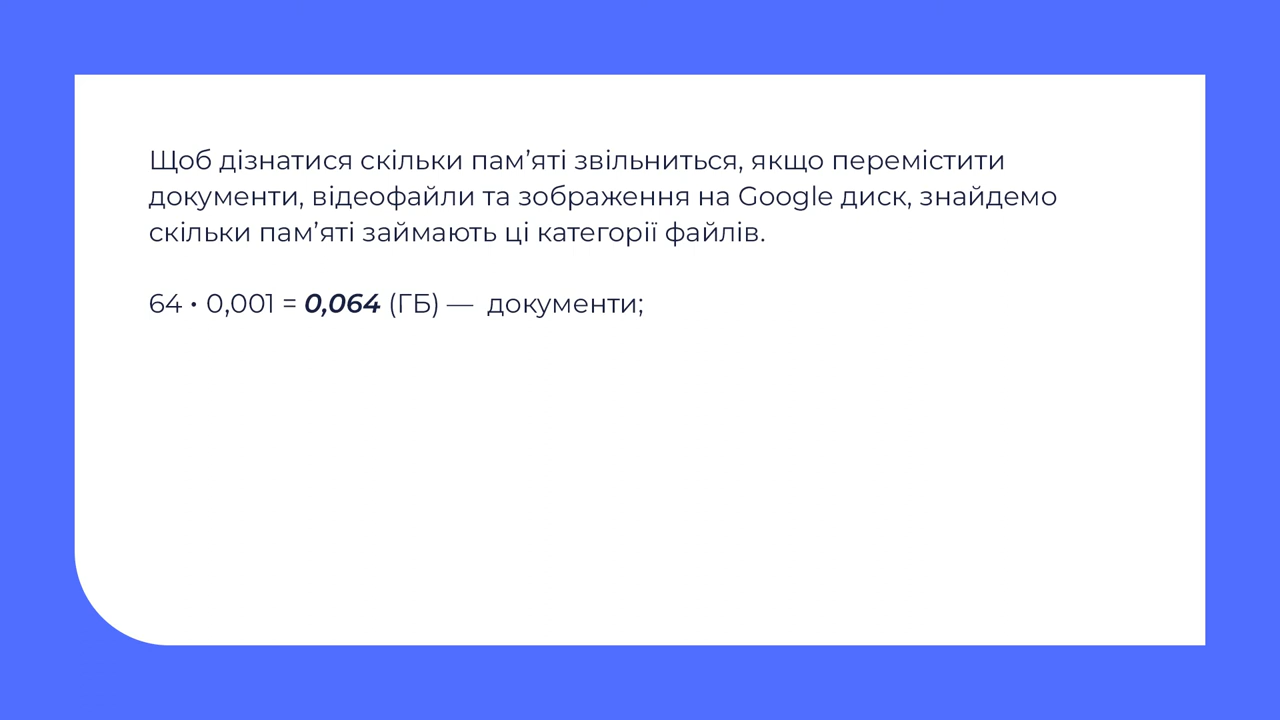 Щоб дізнатися скільки пам’яті звільниться, якщо перемістити
документи, відеофайли та зображення на Google диск, знайдемо
скільки пам’яті займають ці категорії файлів.
64 • 0,001 = 0,064 (ГБ) — документи;